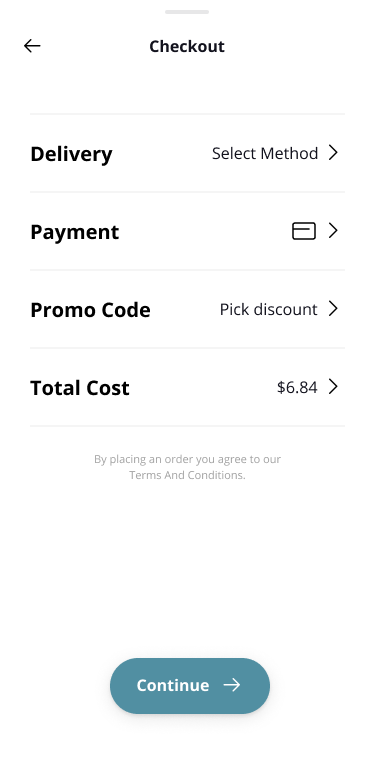 Checkout
Delivery Select Method
Payment
Promo Code Pick discount
Total Cost $6.84
By placing an order you agree to our
Terms And Conditions.
Continue